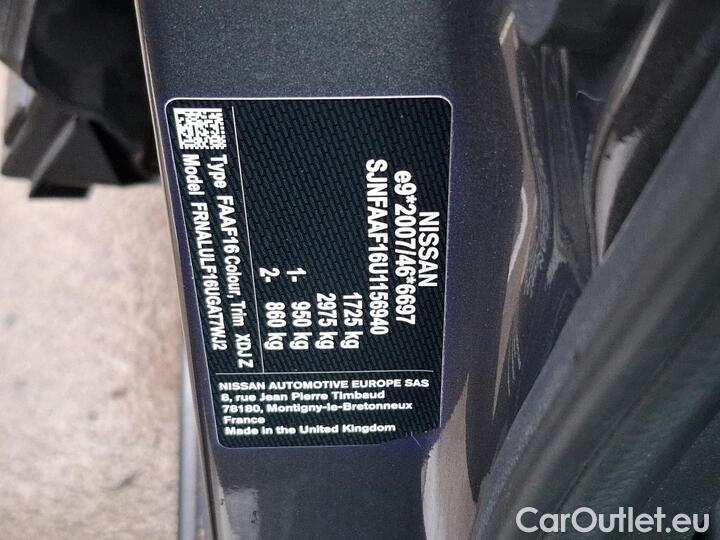 NISSAN
e9*2007/46*6697
SJNFAAF16U1156940
1725 kg
2975 kg
1- 950 kg
2- 860 kg
Type FAAF16 Colour, Trim XDJ Z
Model FRNALULF16UGAT7WJ2
NISSAN AUTOMOTIVE EUROPE SAS
8, rue Jean Pierre Timbaud
78180, Montigny-le-Bretonneux
France
Made in the United Kingdom
CarOutlet.eu